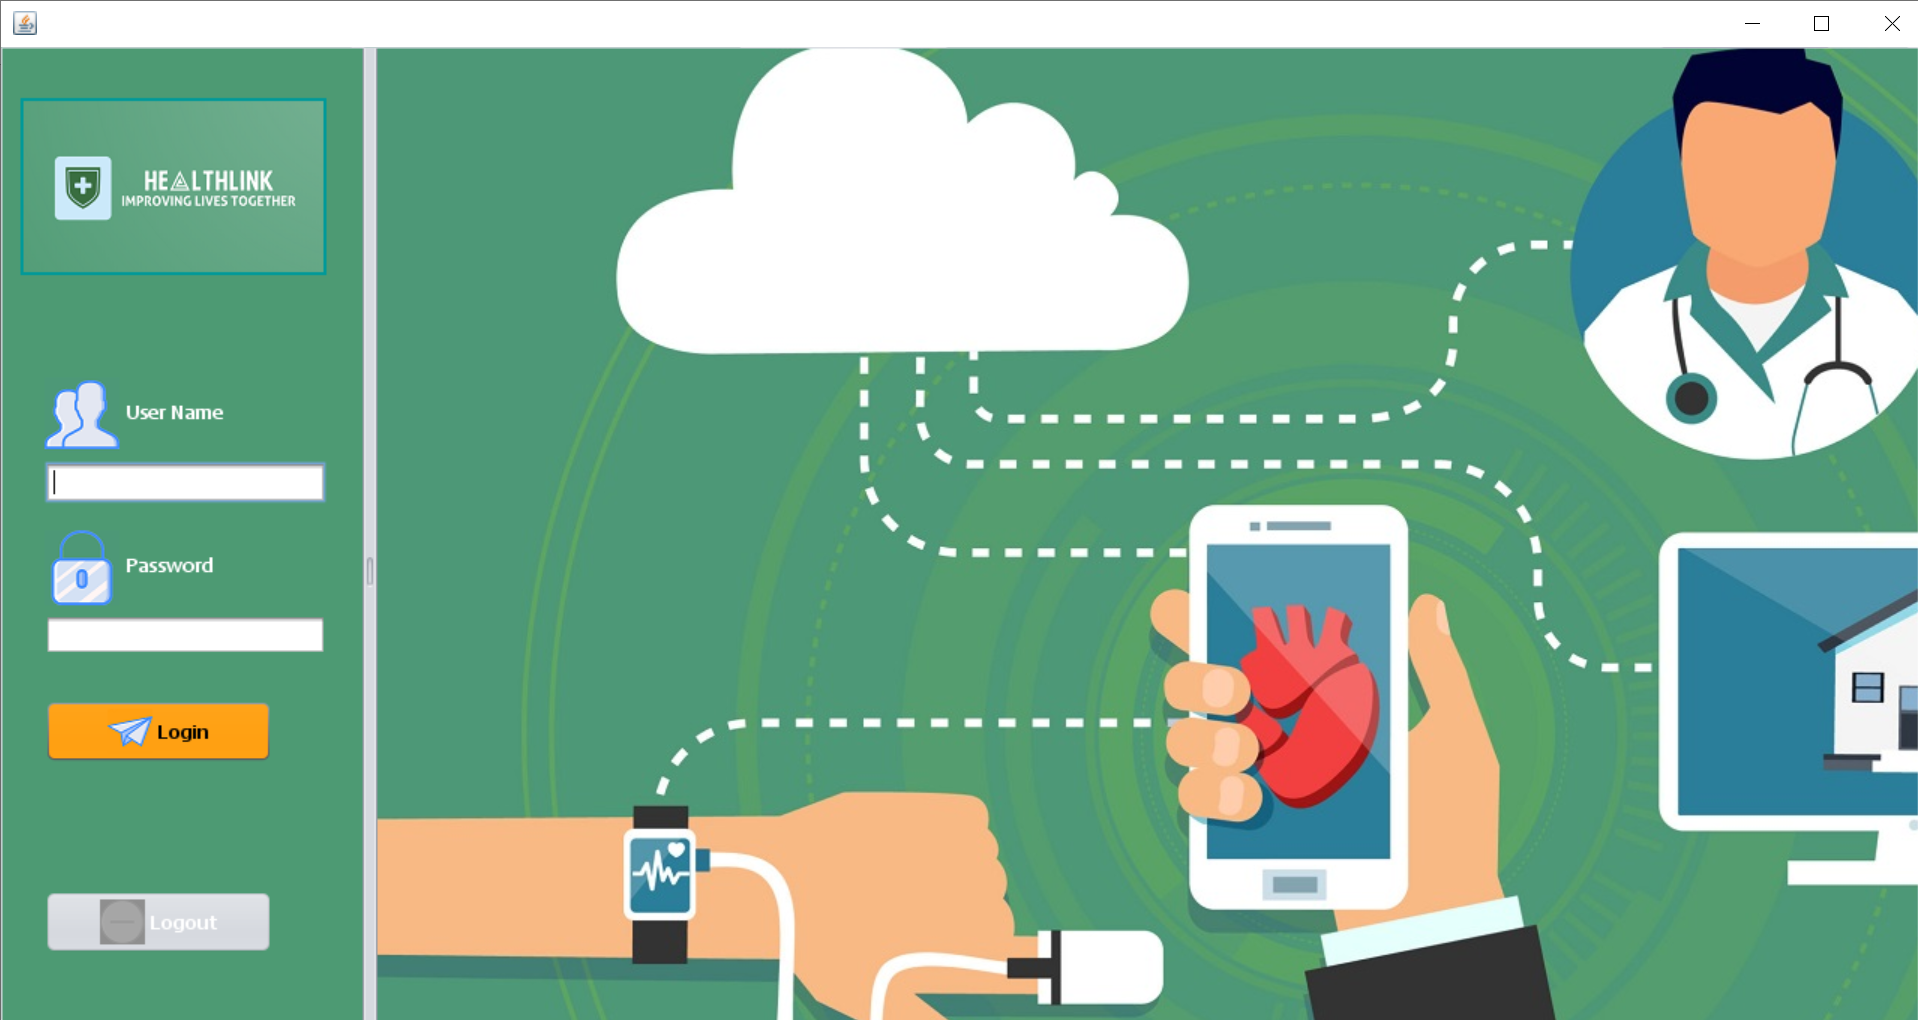 HEALTHLINK
IMPROVING LIVES TOGETHER
User Name
Password
Login
Logout